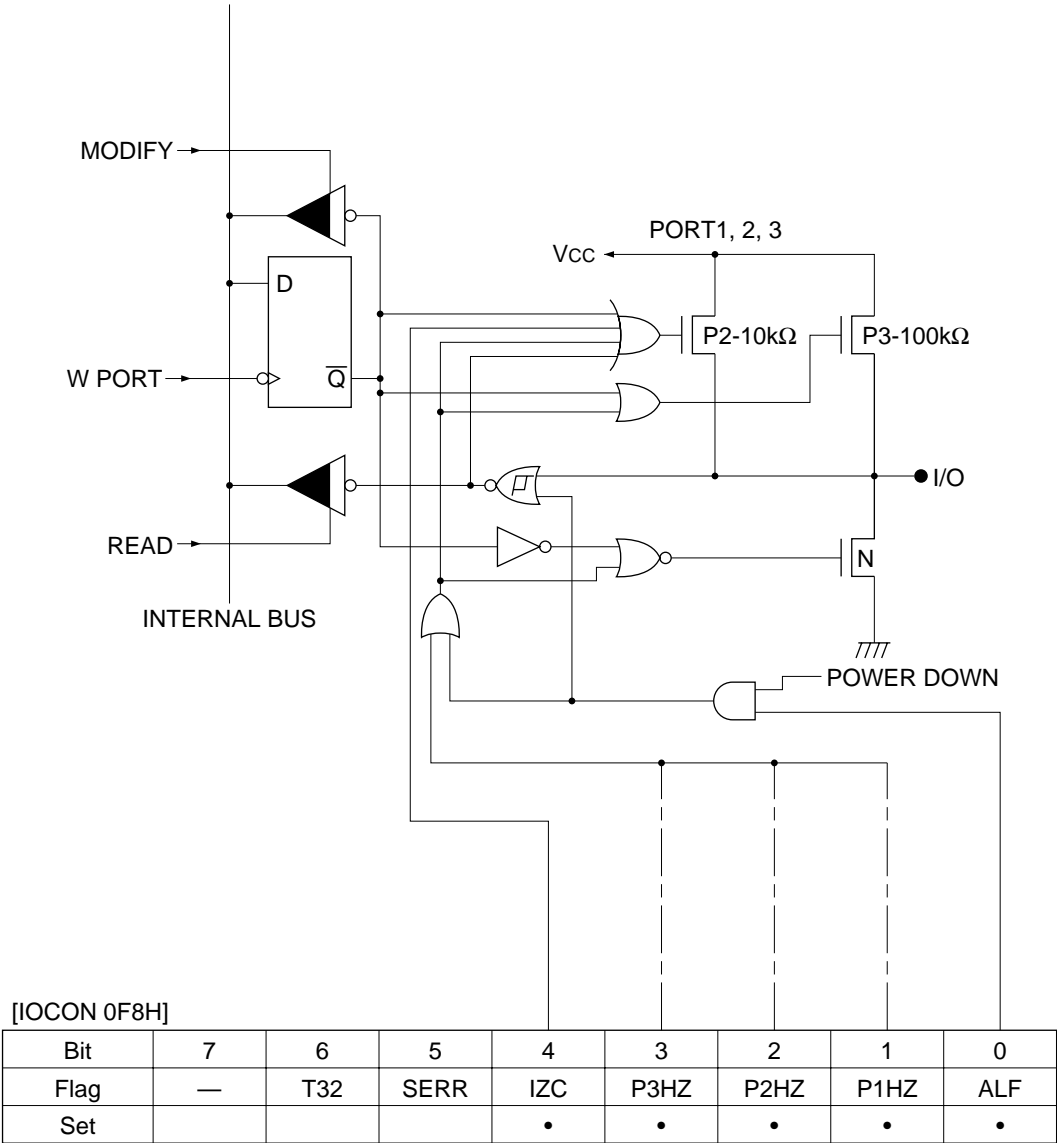 MODIFY
PORT1, 2, 3
VCC
D
P2-10kΩ
P3-100kΩ
W PORT
Q̅
I/O
READ
N
INTERNAL BUS
POWER DOWN
[IOCON 0F8H]
Bit 7 6 5 4 3 2 1 0
Flag — T32 SERR IZC P3HZ P2HZ P1HZ ALF
Set • • • • •